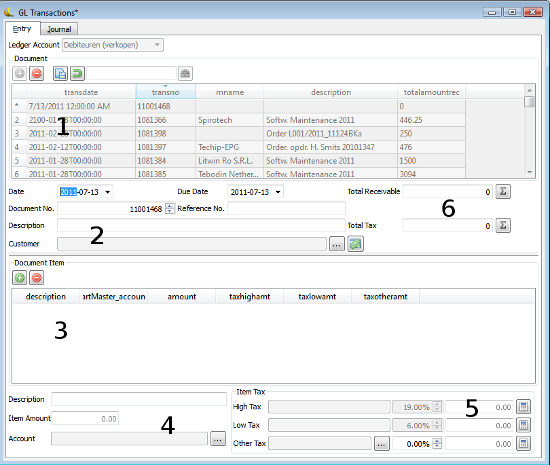 GL Transactions*
Entry Journal
Ledger Account Debiteuren (verkopen)
Document
transdate transno mname description totalamountrec
* 7/13/2011 12:00:00 AM 11001468 0
2 2100-01- T00:00:00 1081366 Spirotech Softw. Maintenance 2011 446.25
3 2011-02- T00:00:00 1081398 Order L001/2011_11124BKa 250
4 2011-02-12T00:00:00 1081397 Techip-EPG Order. opdr. H. Smits 20101347 476
5 2011-01-28T00:00:00 1081384 Litwin Ro S.R.L. Softw. Maintenance 2011 1500
6 2011-01-28T00:00:00 1081385 Tebodin Nether... Softw. Maintenance 2011 3094
1
Date 2011-07-13 Due Date 2011-07-13 Total Receivable 0 Σ
Document No. 11001468 Reference No.
6
Description Total Tax 0 Σ
2
Customer ...
Document Item
description artMaster_accoun amount taxhighamt taxlowamt taxotheramt
3
Description
Item Amount 0.00
Account ...
4
Item Tax
High Tax 19.00% 0.00
Low Tax 6.00% 0.00
Other Tax ... 0.00% 0.00
5